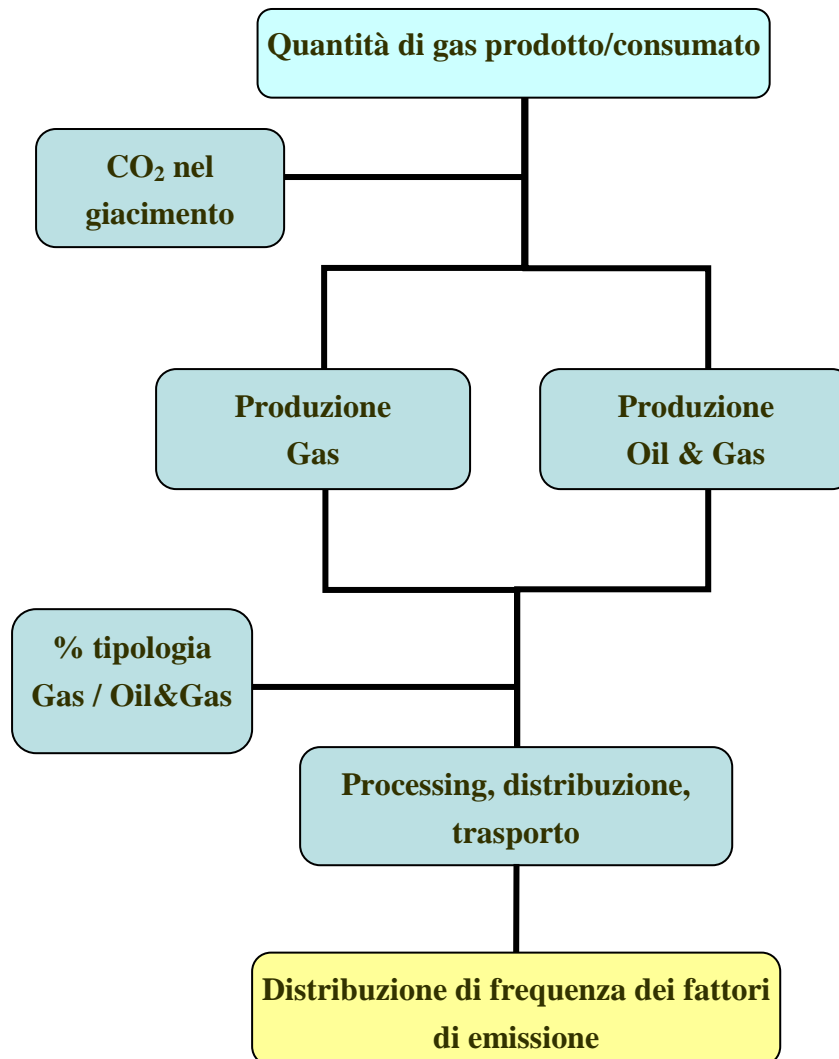 Quantità di gas prodotto/consumato
CO₂ nel
giacimento
Produzione
Gas
Produzione
Oil & Gas
% tipologia
Gas / Oil&Gas
Processing, distribuzione,
trasporto
Distribuzione di frequenza dei fattori
di emissione